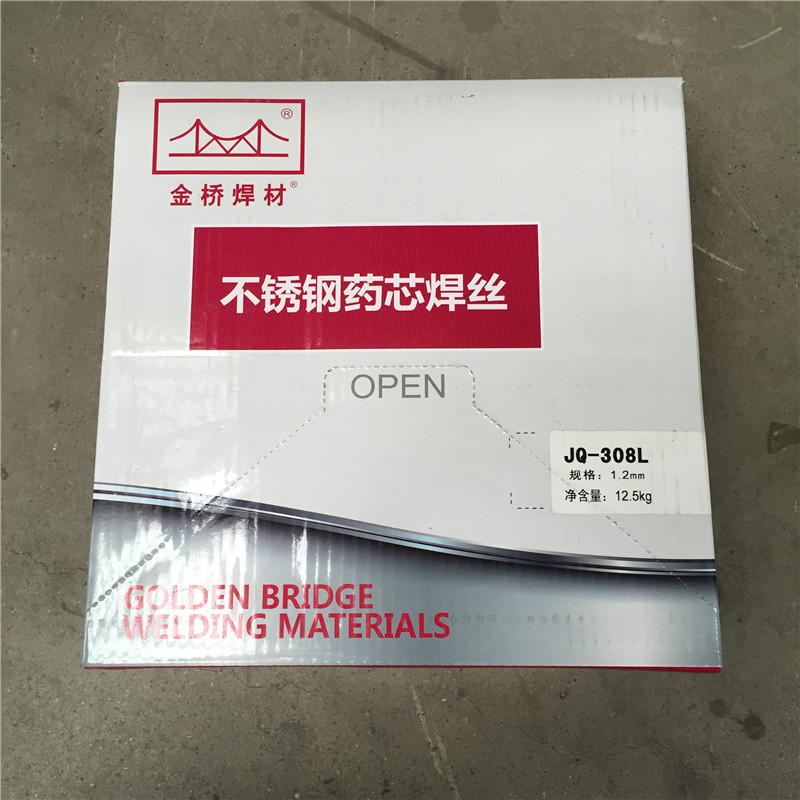 ®
金桥焊材®
不锈钢药芯焊丝
OPEN
JQ-308L
规格：1.2mm
净含量：12.5kg
GOLDEN BRIDGE
WELDING MATERIALS